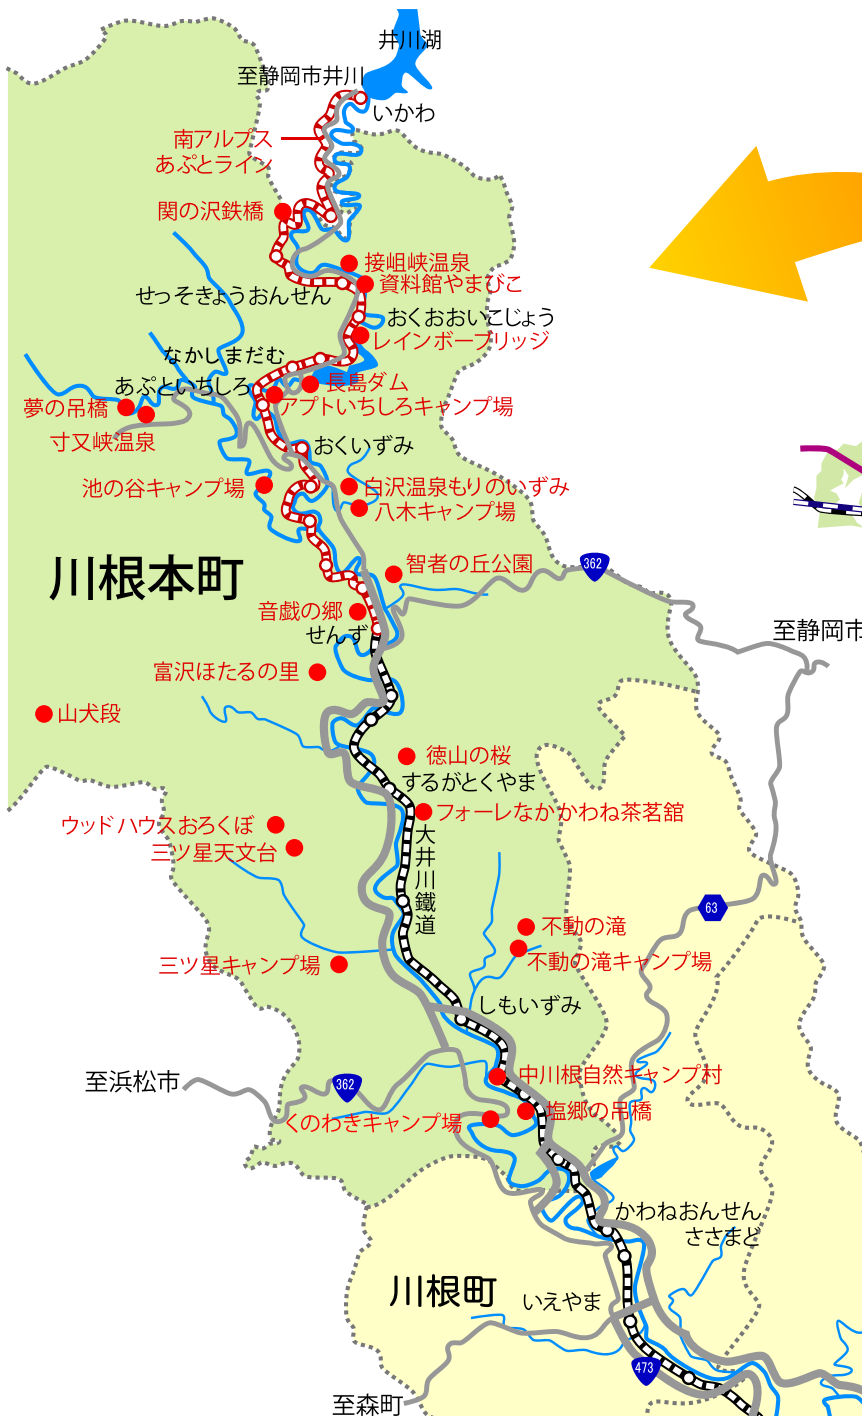 井川湖
至静岡市井川
いかわ
南アルプス
あぷとライン
関の沢鉄橋
接岨峡温泉
資料館やまびこ
せっそきょうおんせん
おくおおいこじょう
レインボーブリッジ
なかしまだむ
あぷといちしろ
長島ダム
アプトいちしろキャンプ場
夢の吊橋
寸又峡温泉
おくいずみ
池の谷キャンプ場
白沢温泉もりのいずみ
八木キャンプ場
川根本町
智者の丘公園
362
音戯の郷
せんず
至静岡市
富沢ほたるの里
山犬段
徳山の桜
するがとくやま
フォーレなかかわね茶茗舘
ウッドハウスおろくぼ
三ツ星天文台
大井川鐵道
63
不動の滝
不動の滝キャンプ場
三ツ星キャンプ場
しもいずみ
至浜松市
362
中川根自然キャンプ村
塩郷の吊橋
くのわきキャンプ場
かわねおんせん
ささまど
川根町
いえやま
473
至森町